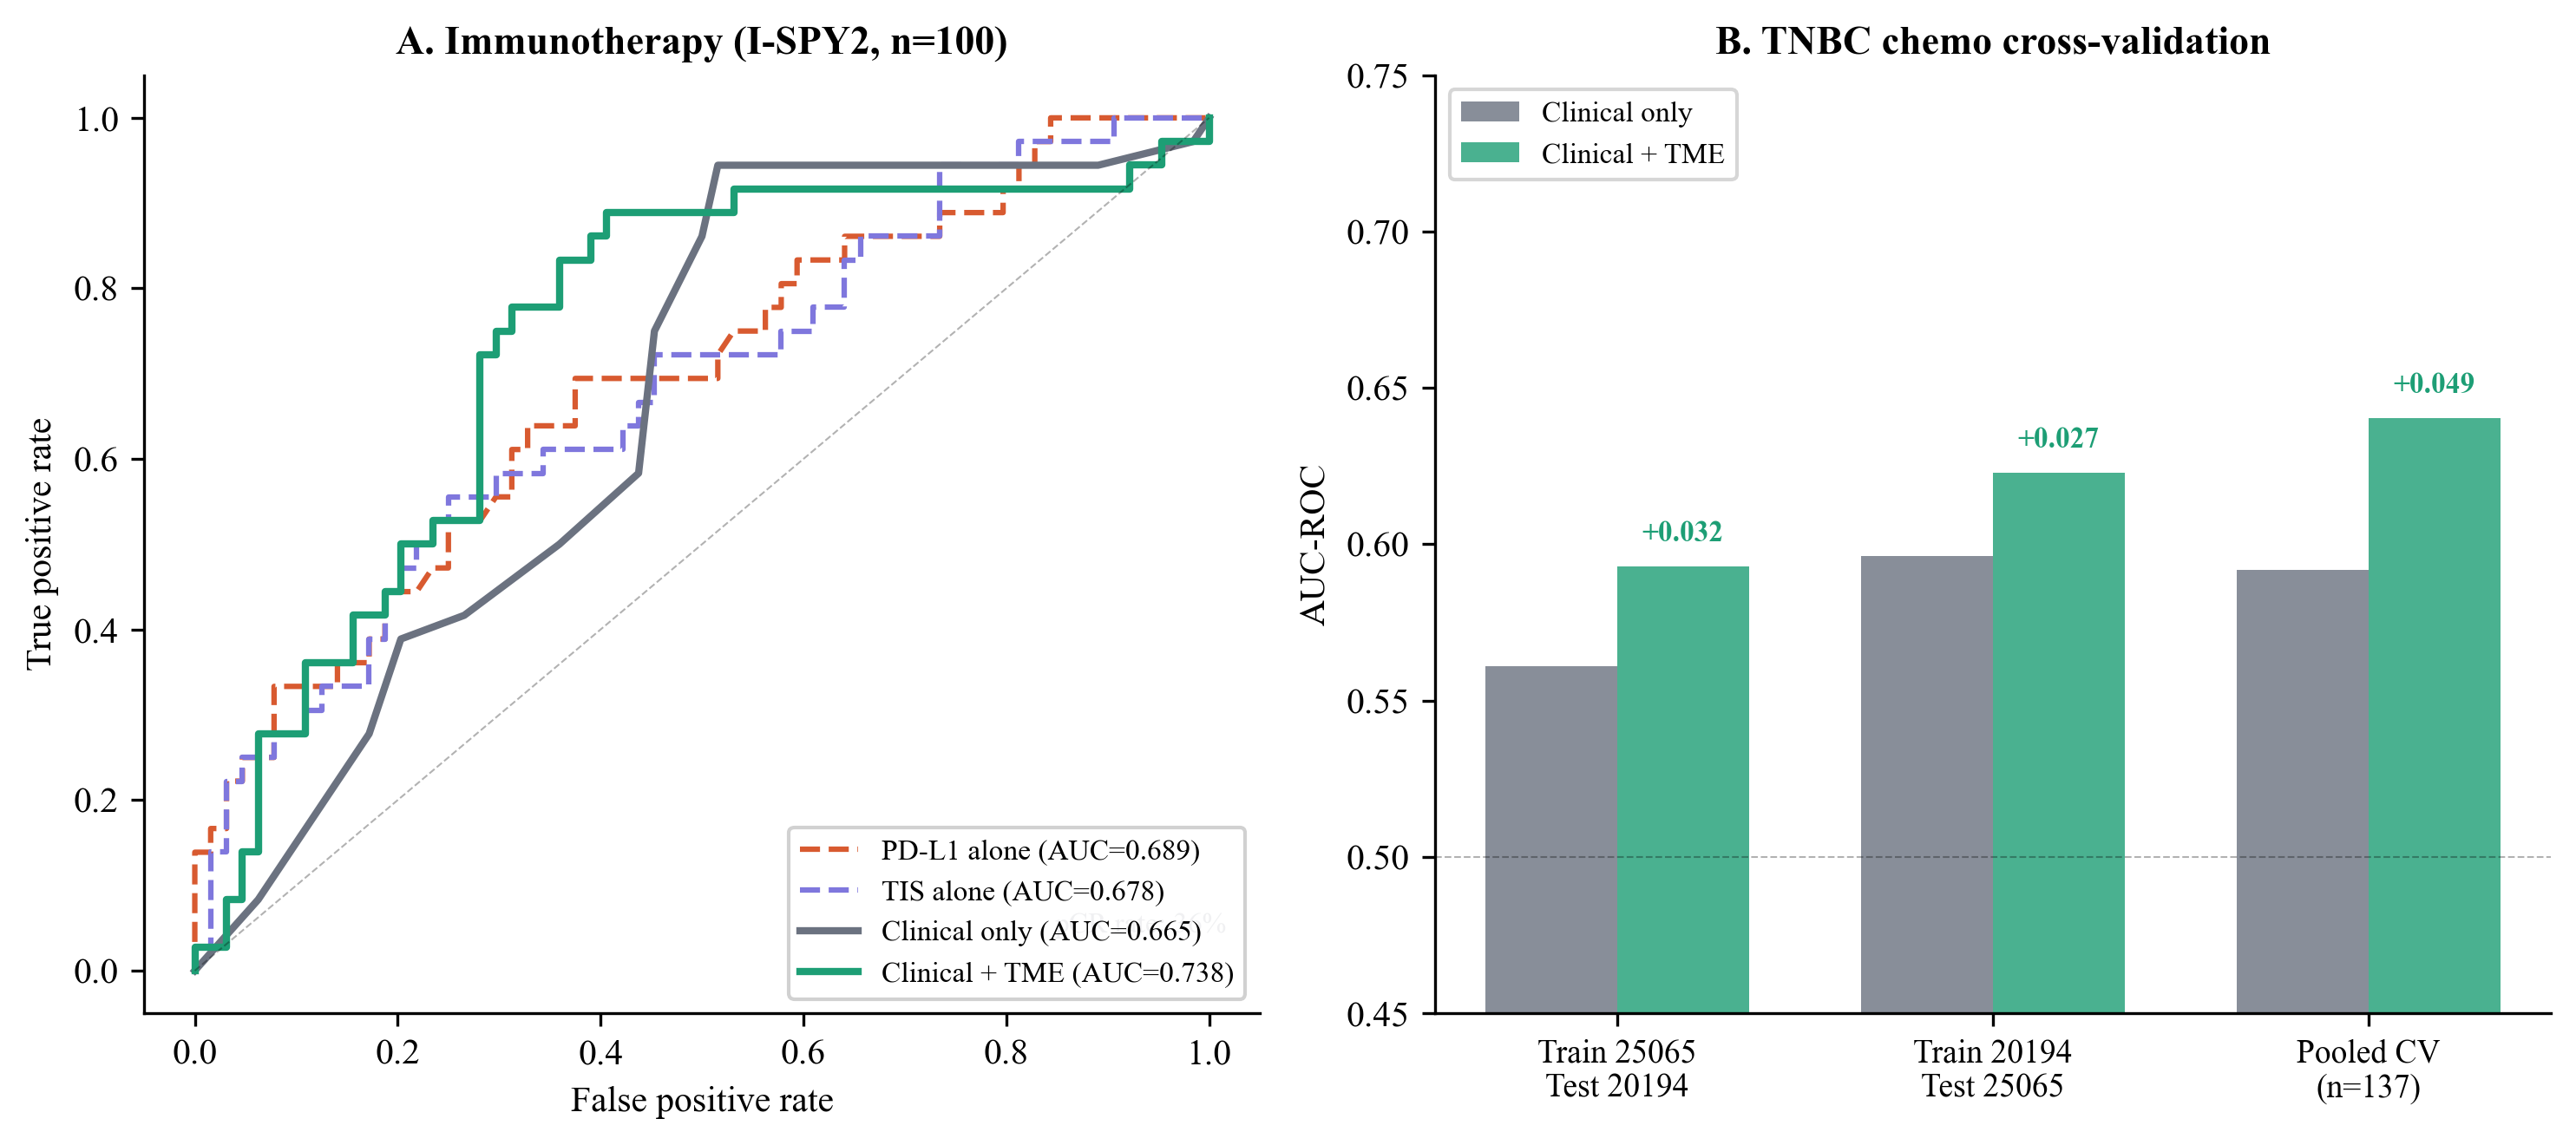 A. Immunotherapy (I-SPY2, n=100)
True positive rate
1.0
0.8
0.6
0.4
0.2
0.0
0.0 0.2 0.4 0.6 0.8 1.0
False positive rate
PD-L1 alone (AUC=0.689)
TIS alone (AUC=0.678)
Clinical only (AUC=0.665)
Clinical + TME (AUC=0.738)
B. TNBC chemo cross-validation
AUC-ROC
0.75
0.70
0.65
0.60
0.55
0.50
0.45
Clinical only
Clinical + TME
+0.032
+0.027
+0.049
Train 25065
Test 20194
Train 20194
Test 25065
Pooled CV
(n=137)